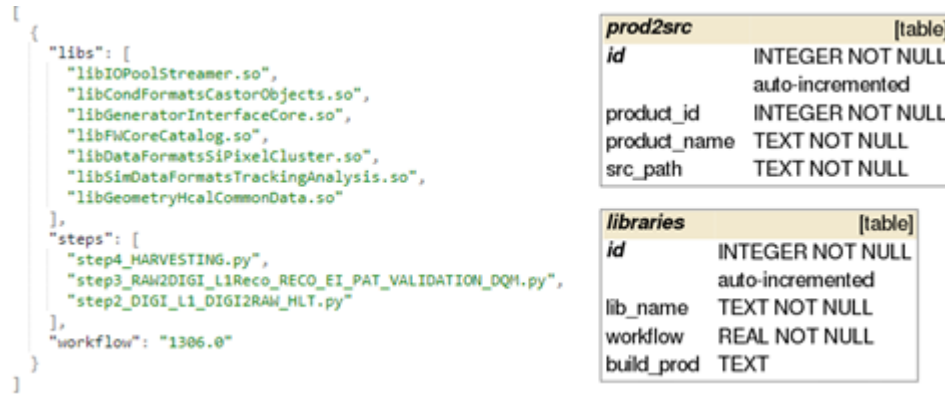 [
{
"libs": [
"libIOPoolStreamer.so",
"libCondFormatsCastorObjects.so",
"libGeneratorInterfaceCore.so",
"libFWCoreCatalog.so",
"libDataFormatsSiPixelCluster.so",
"libSimDataFormatsTrackingAnalysis.so",
"libGeometryHcalCommonData.so"
],
"steps": [
"step4_HARVESTING.py",
"step3_RAW2DIGI_L1Reco_RECO_EI_PAT_VALIDATION_DQM.py",
"step2_DIGI_L1_DIGI2RAW_HLT.py"
],
"workflow": "1306.0"
}
]
prod2src [table]
id INTEGER NOT NULL
auto-incremented
product_id INTEGER NOT NULL
product_name TEXT NOT NULL
src_path TEXT NOT NULL
libraries [table]
id INTEGER NOT NULL
auto-incremented
lib_name TEXT NOT NULL
workflow REAL NOT NULL
build_prod TEXT